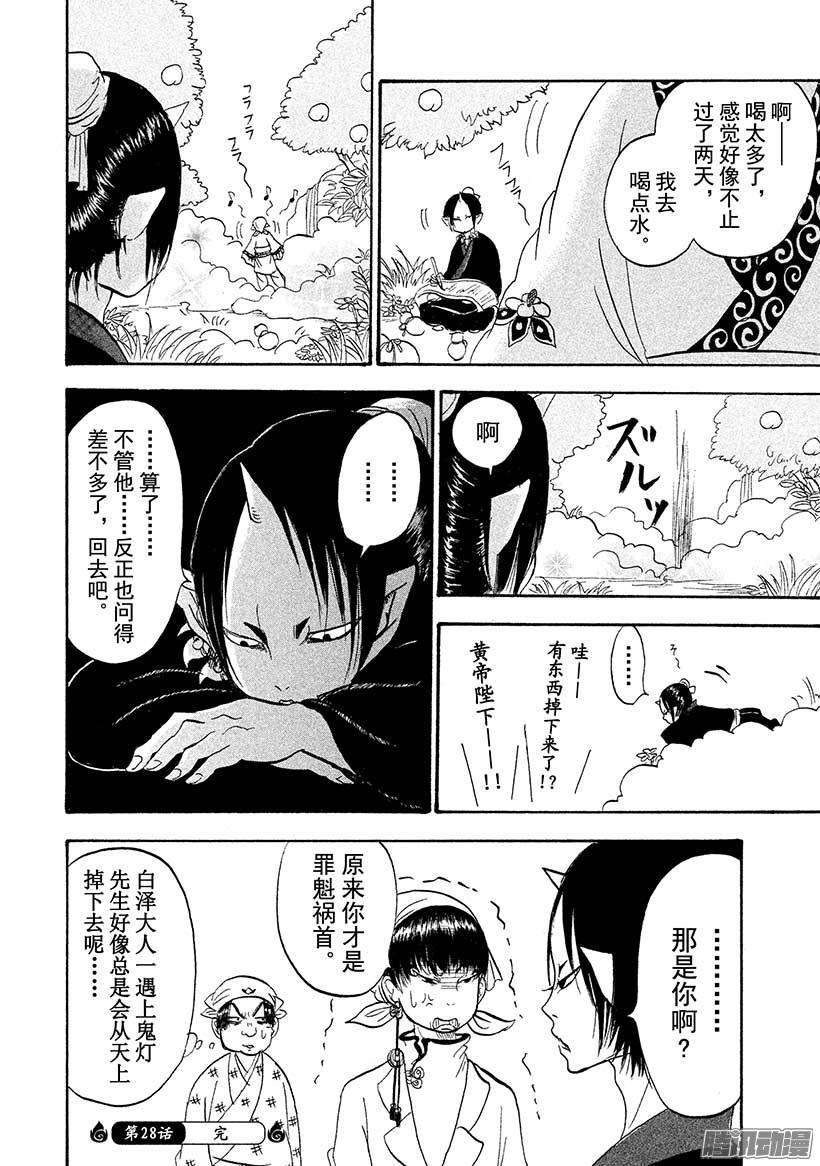 啊——
喝太多了，
感觉好像不止
过了两天，
我去
喝点水。
フラフラ
フラフラ
啊
ズルッ
……
哇——
有东西掉下来了!?
黄帝
陛下——!!
……
……算了……
不管他……反正也问得
差不多了，回去吧。
………
那是你啊?
原来你才是
罪魁祸首。
白泽大人一遇上鬼灯
先生好像总是会从天上
掉下去呢……
第28话
完
腾讯动漫